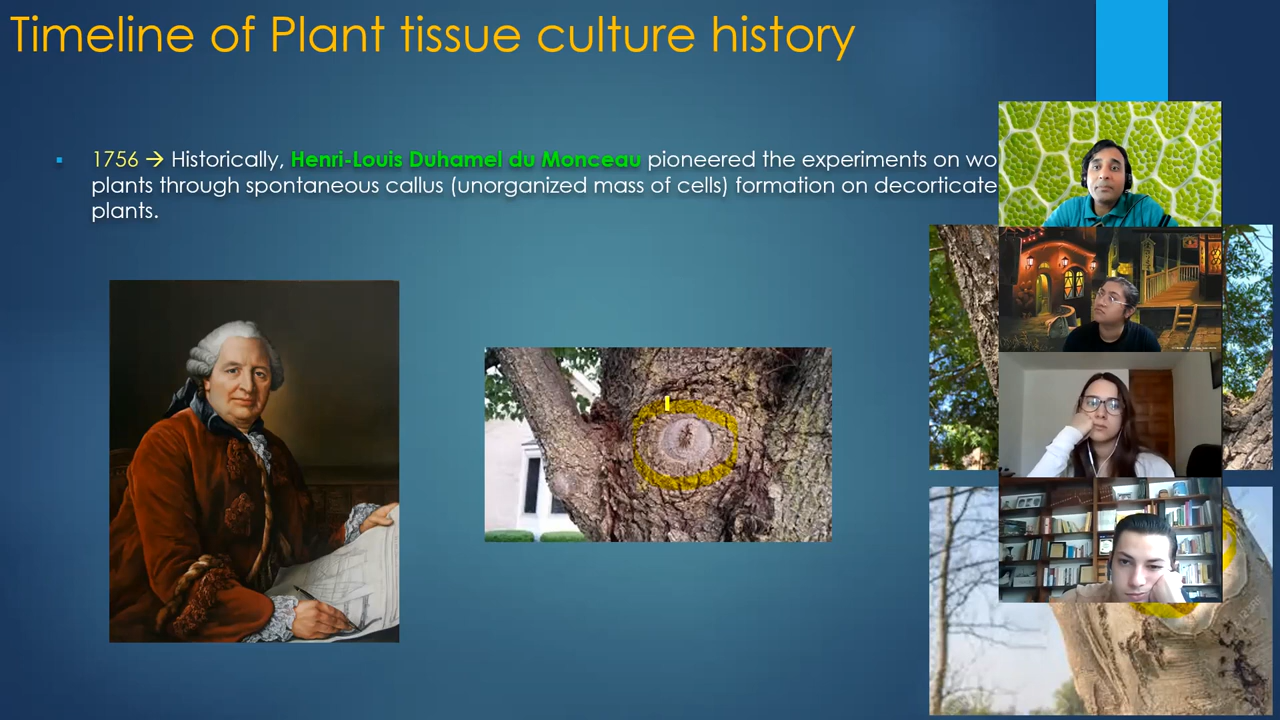 Timeline of Plant tissue culture history
1756 → Historically, Henri-Louis Duhamel du Monceau pioneered the experiments on wo
plants through spontaneous callus (unorganized mass of cells) formation on decorticate
plants.